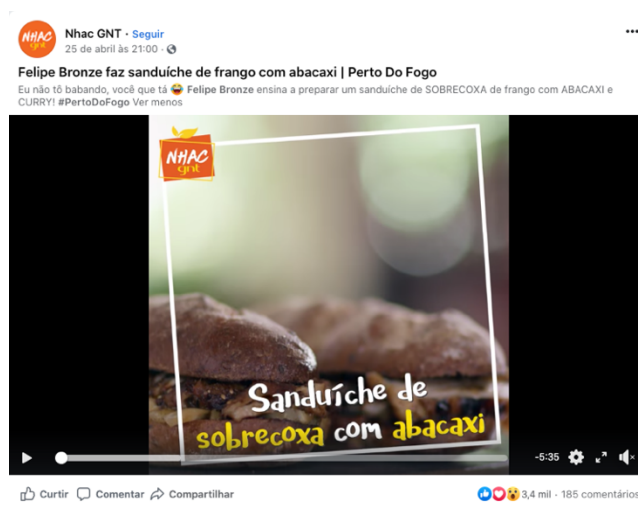 NHAC
gnt
Nhac GNT · Seguir
25 de abril às 21:00 ·
Felipe Bronze faz sanduíche de frango com abacaxi | Perto Do Fogo
Eu não tô babando, você que tá 😂 Felipe Bronze ensina a preparar um sanduíche de SOBRECOXA de frango com ABACAXI e
CURRY! #PertoDoFogo Ver menos
NHAC
gnt
Sanduíche de
sobrecoxa com abacaxi
-5:35
Curtir Comentar Compartilhar
3,4 mil · 185 comentários